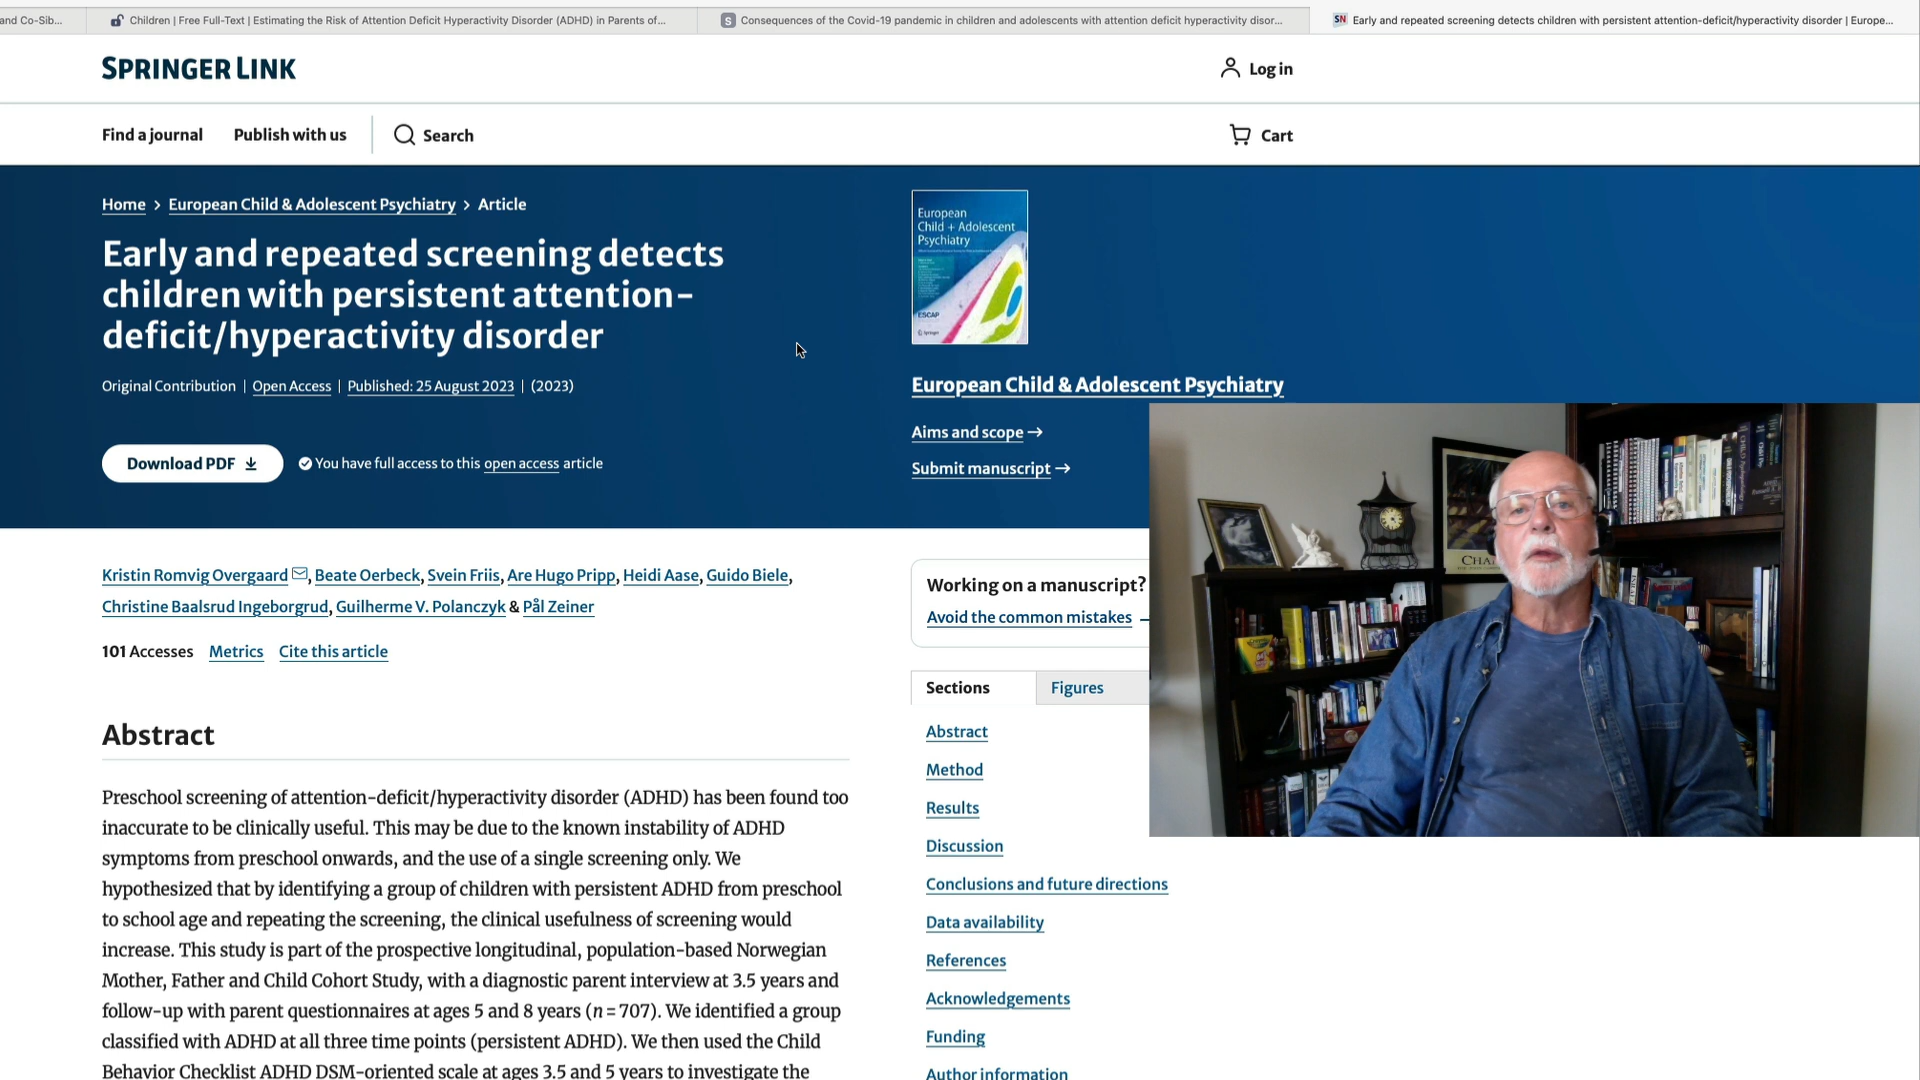 and Co-Sib...
Children | Free Full-Text | Estimating the Risk of Attention Deficit Hyperactivity Disorder (ADHD) in Parents of...
S Consequences of the Covid-19 pandemic in children and adolescents with attention deficit hyperactivity disor...
SN Early and repeated screening detects children with persistent attention-deficit/hyperactivity disorder | Europe...
SPRINGER LINK
Log in
Find a journal
Publish with us
Search
Cart
Home > European Child & Adolescent Psychiatry > Article
Early and repeated screening detects
children with persistent attention-
deficit/hyperactivity disorder
Original Contribution | Open Access | Published: 25 August 2023 | (2023)
Download PDF
You have full access to this open access article
European
Child + Adolescent
Psychiatry
ESCAP
Springer
European Child & Adolescent Psychiatry
Aims and scope →
Submit manuscript →
Kristin Romvig Overgaard, Beate Oerbeck, Svein Friis, Are Hugo Pripp, Heidi Aase, Guido Biele,
Christine Baalsrud Ingeborgrud, Guilherme V. Polanczyk & Pål Zeiner
101 Accesses Metrics Cite this article
Abstract
Preschool screening of attention-deficit/hyperactivity disorder (ADHD) has been found too
inaccurate to be clinically useful. This may be due to the known instability of ADHD
symptoms from preschool onwards, and the use of a single screening only. We
hypothesized that by identifying a group of children with persistent ADHD from preschool
to school age and repeating the screening, the clinical usefulness of screening would
increase. This study is part of the prospective longitudinal, population-based Norwegian
Mother, Father and Child Cohort Study, with a diagnostic parent interview at 3.5 years and
follow-up with parent questionnaires at ages 5 and 8 years (n = 707). We identified a group
classified with ADHD at all three time points (persistent ADHD). We then used the Child
Behavior Checklist ADHD DSM-oriented scale at ages 3.5 and 5 years to investigate the
Working on a manuscript?
Avoid the common mistakes
Sections
Figures
Abstract
Method
Results
Discussion
Conclusions and future directions
Data availability
References
Acknowledgements
Funding
Author information
CHA